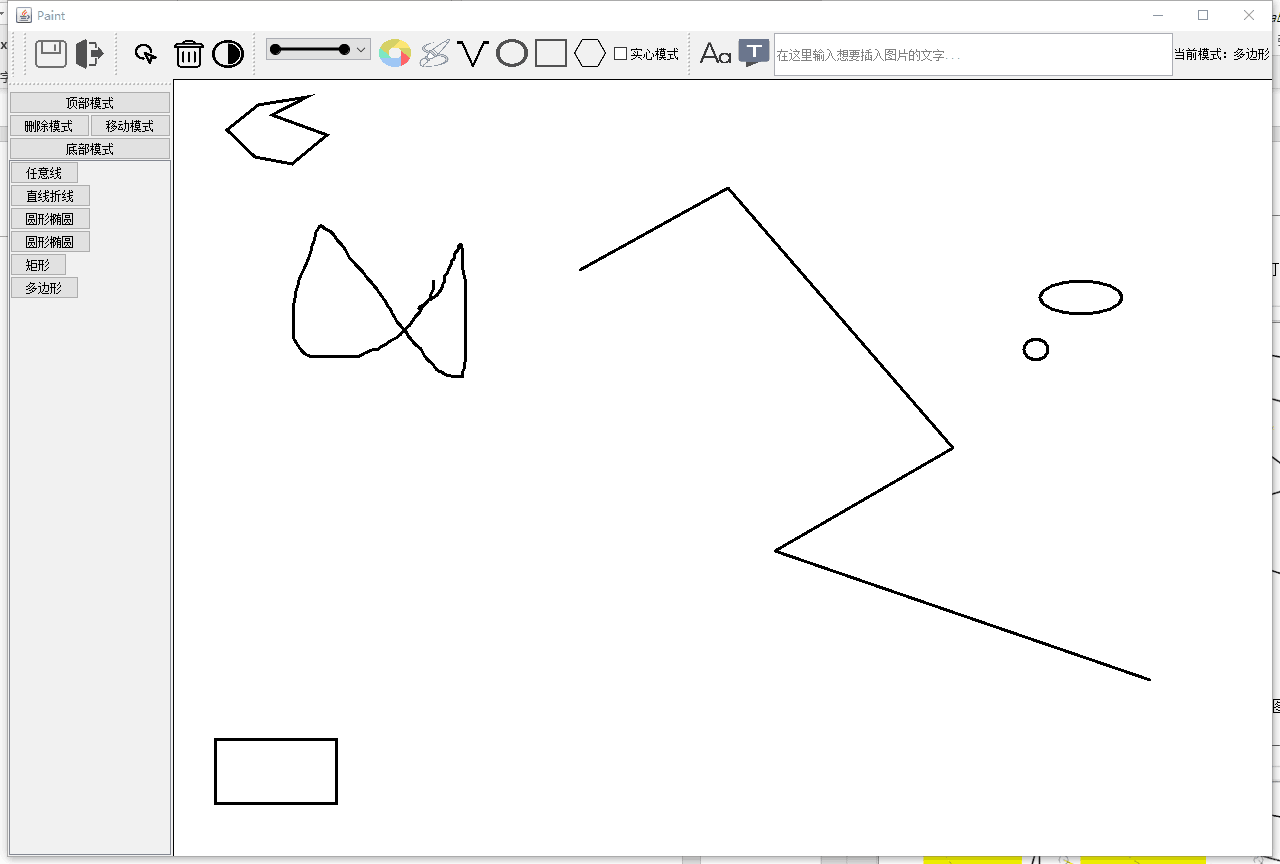 Paint
实心模式
Aa
T
在这里输入想要插入图片的文字...
当前模式：多边形
顶部模式
删除模式 移动模式
底部模式
任意线
直线折线
圆形椭圆
圆形椭圆
矩形
多边形